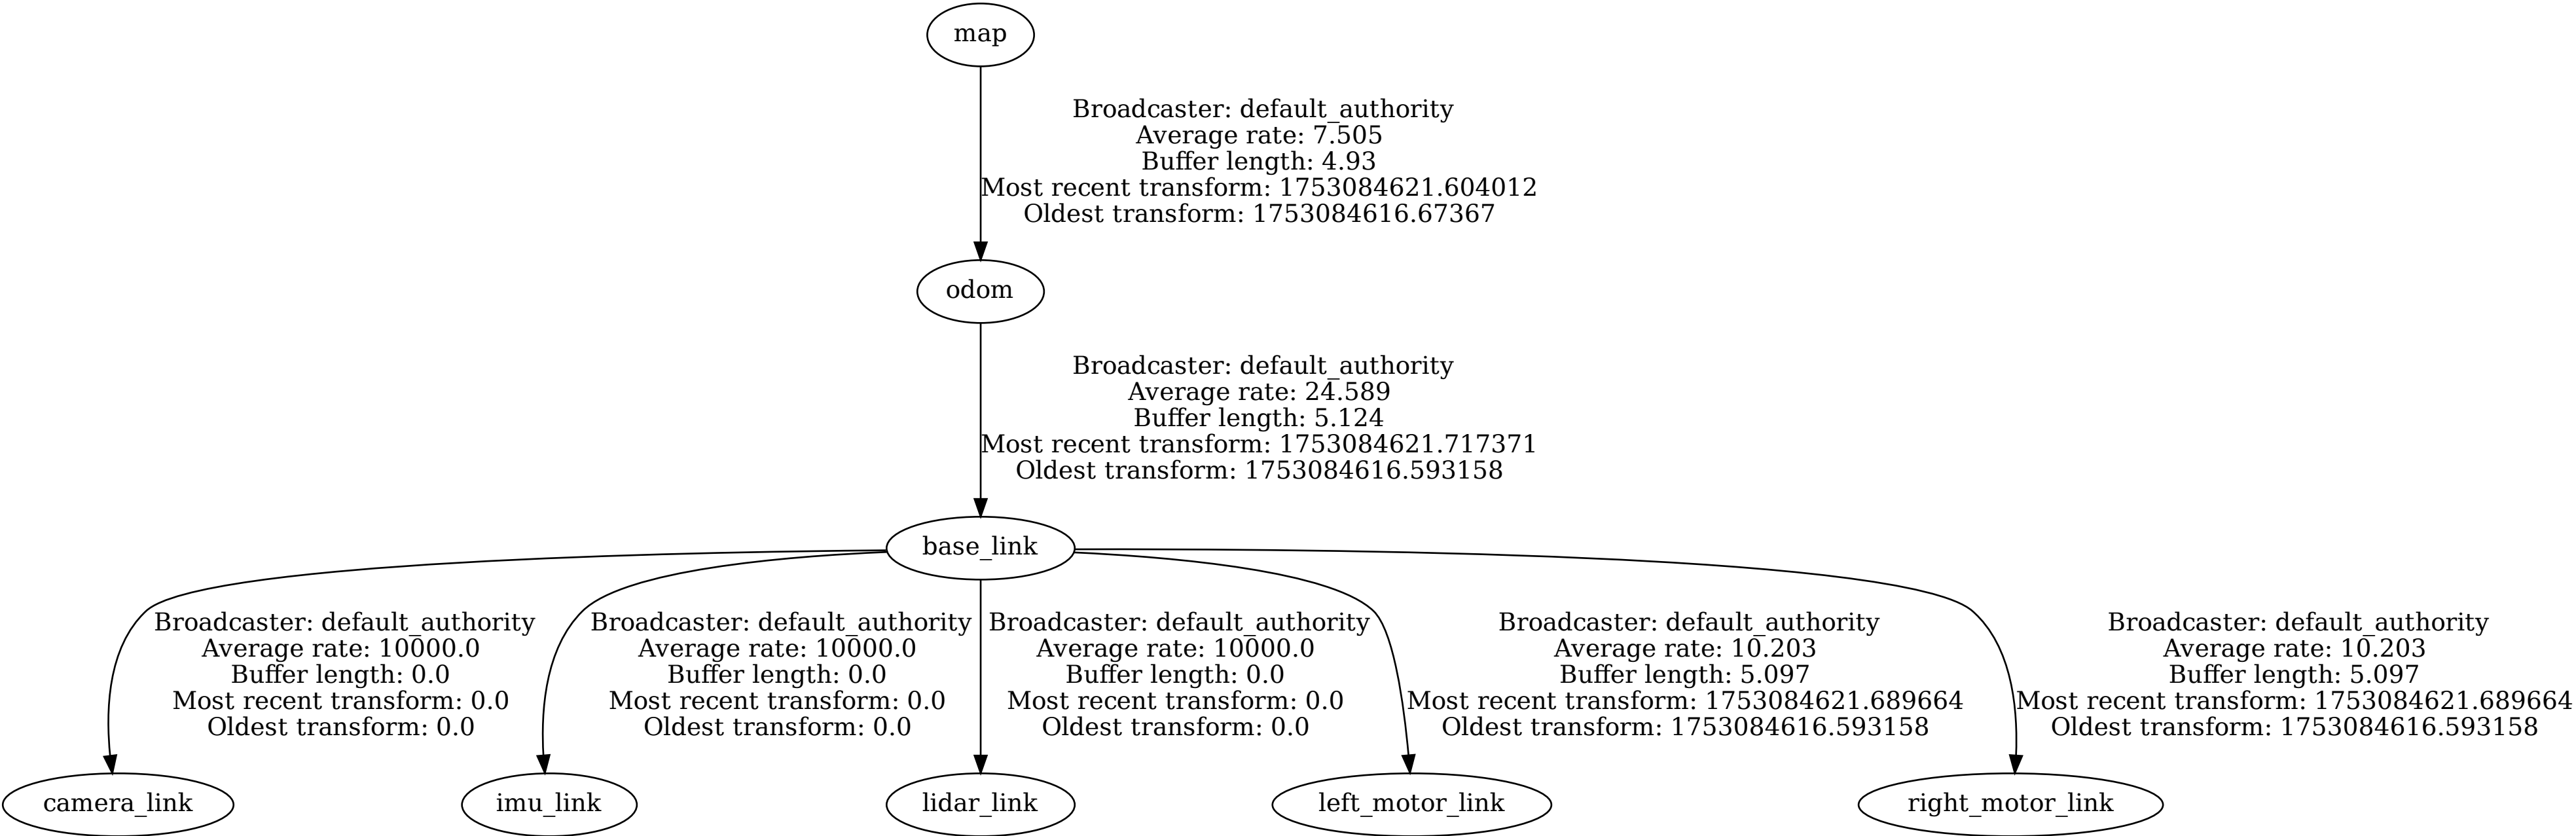 map
Broadcaster: default_authority
Average rate: 7.505
Buffer length: 4.93
Most recent transform: 1753084621.604012
Oldest transform: 1753084616.67367
odom
Broadcaster: default_authority
Average rate: 24.589
Buffer length: 5.124
Most recent transform: 1753084621.717371
Oldest transform: 1753084616.593158
base_link
Broadcaster: default_authority
Average rate: 10000.0
Buffer length: 0.0
Most recent transform: 0.0
Oldest transform: 0.0
Broadcaster: default_authority
Average rate: 10000.0
Buffer length: 0.0
Most recent transform: 0.0
Oldest transform: 0.0
Broadcaster: default_authority
Average rate: 10000.0
Buffer length: 0.0
Most recent transform: 0.0
Oldest transform: 0.0
Broadcaster: default_authority
Average rate: 10.203
Buffer length: 5.097
Most recent transform: 1753084621.689664
Oldest transform: 1753084616.593158
Broadcaster: default_authority
Average rate: 10.203
Buffer length: 5.097
Most recent transform: 1753084621.689664
Oldest transform: 1753084616.593158
camera_link
imu_link
lidar_link
left_motor_link
right_motor_link